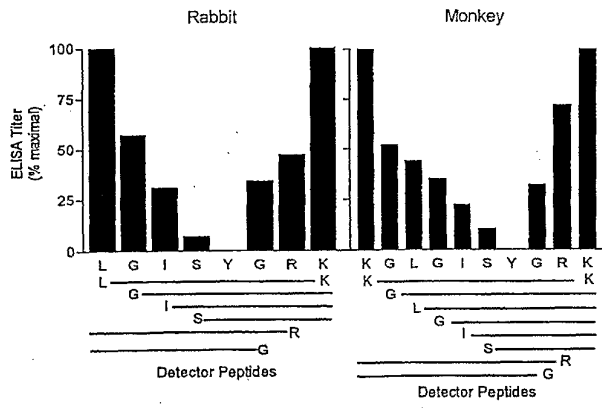 Rabbit Monkey
ELISA Titer
(% maximal)
100
75
50
25
0
L G I S Y G R K K G L G I S Y G R K
L K K K
G G
I L
S G
R I
G S
Detector Peptides R
G
Detector Peptides